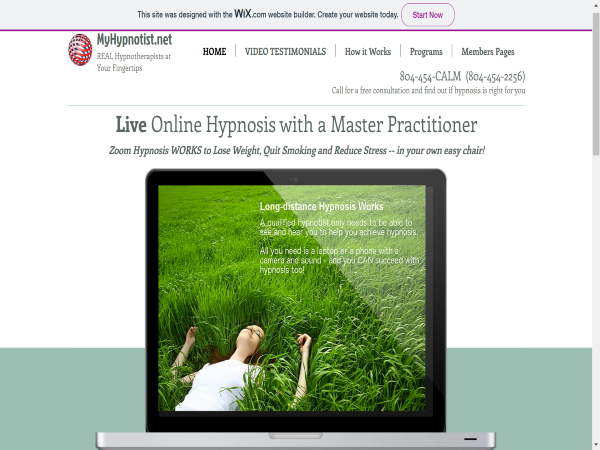 This site was designed with the WiX.com website builder. Create your website today. Start Now
MyHypnotist.net
REAL Hypnotherapists at
Your Fingertips
HOME VIDEO TESTIMONIALS How it Works Programs Members Pages
804-454-CALM (804-454-2256)
Call for a free consultation and find out if hypnosis is right for you
Live Online Hypnosis with a Master Practitioner
Zoom Hypnosis WORKS to Lose Weight, Quit Smoking and Reduce Stress -- in your own easy chair!
Long-distance Hypnosis Works
A qualified hypnotist only needs to be able to
see and hear you to help you achieve hypnosis.
All you need is a laptop or a phone with a
camera and sound - and you CAN succeed with
hypnosis too!